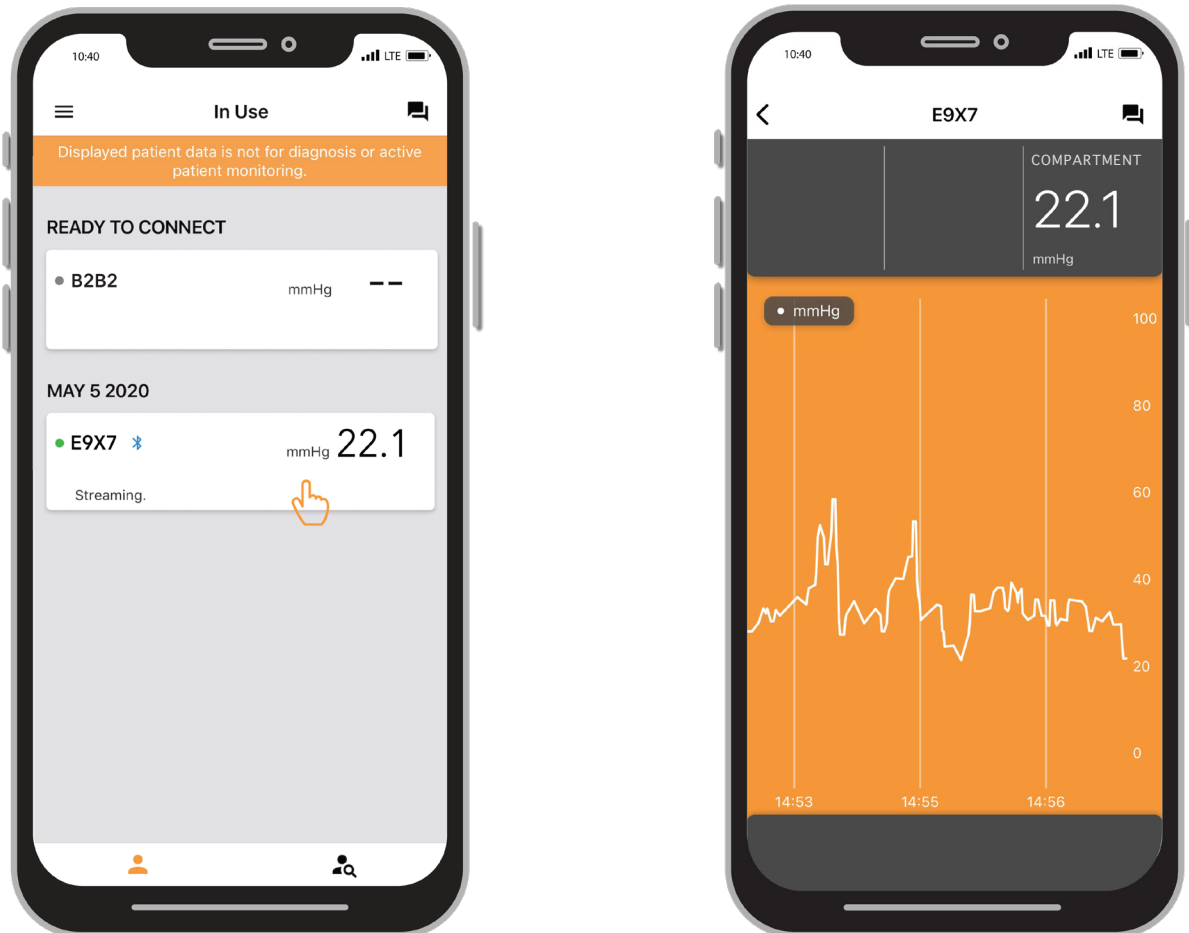 10:40
LTE
In Use
Displayed patient data is not for diagnosis or active
patient monitoring.
READY TO CONNECT
B2B2
mmHg
--
MAY 5 2020
E9X7
mmHg 22.1
Streaming.
10:40
LTE
E9X7
COMPARTMENT
22.1
mmHg
mmHg
100
80
60
40
20
0
14:53 14:55 14:56